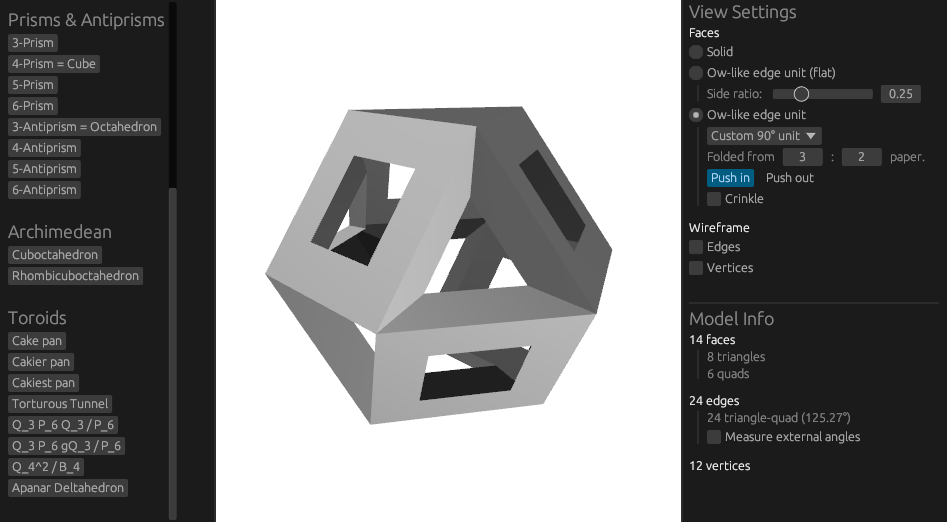 Prisms & Antiprisms
3-Prism
4-Prism = Cube
5-Prism
6-Prism
3-Antiprism = Octahedron
4-Antiprism
5-Antiprism
6-Antiprism
Archimedean
Cuboctahedron
Rhombicuboctahedron
Toroids
Cake pan
Cakier pan
Cakiest pan
Torturous Tunnel
Q_3 P_6 Q_3 / P_6
Q_3 P_6 gQ_3 / P_6
Q_4^2 / B_4
Apanar Deltahedron
View Settings
Faces
Solid
Ow-like edge unit (flat)
Side ratio: 0.25
Ow-like edge unit
Custom 90° unit
Folded from 3 : 2 paper.
Push in Push out
Crinkle
Wireframe
Edges
Vertices
Model Info
14 faces
8 triangles
6 quads
24 edges
24 triangle-quad (125.27°)
Measure external angles
12 vertices